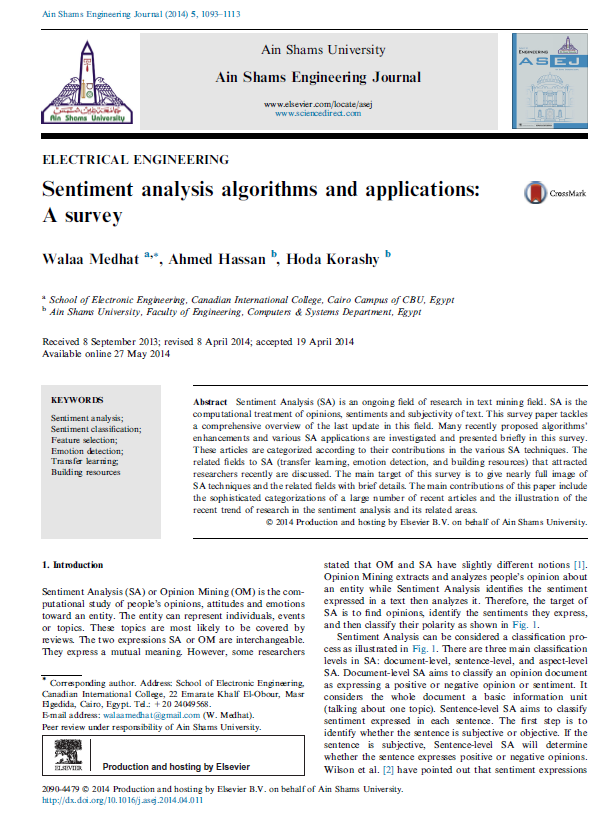 Ain Shams Engineering Journal (2014) 5, 1093–1113
Ain Shams University
Ain Shams Engineering Journal
www.elsevier.com/locate/asej
www.sciencedirect.com
Ain Shams University
ENGINEERING
ASEJ
ELECTRICAL ENGINEERING
Sentiment analysis algorithms and applications:
A survey
CrossMark
Walaa Medhat a,*, Ahmed Hassan b, Hoda Korashy b
a School of Electronic Engineering, Canadian International College, Cairo Campus of CBU, Egypt
b Ain Shams University, Faculty of Engineering, Computers & Systems Department, Egypt
Received 8 September 2013; revised 8 April 2014; accepted 19 April 2014
Available online 27 May 2014
KEYWORDS
Sentiment analysis;
Sentiment classification;
Feature selection;
Emotion detection;
Transfer learning;
Building resources
Abstract Sentiment Analysis (SA) is an ongoing field of research in text mining field. SA is the
computational treatment of opinions, sentiments and subjectivity of text. This survey paper tackles
a comprehensive overview of the last update in this field. Many recently proposed algorithms'
enhancements and various SA applications are investigated and presented briefly in this survey.
These articles are categorized according to their contributions in the various SA techniques. The
related fields to SA (transfer learning, emotion detection, and building resources) that attracted
researchers recently are discussed. The main target of this survey is to give nearly full image of
SA techniques and the related fields with brief details. The main contributions of this paper include
the sophisticated categorizations of a large number of recent articles and the illustration of the
recent trend of research in the sentiment analysis and its related areas.
© 2014 Production and hosting by Elsevier B.V. on behalf of Ain Shams University.
1. Introduction
Sentiment Analysis (SA) or Opinion Mining (OM) is the com-
putational study of people's opinions, attitudes and emotions
toward an entity. The entity can represent individuals, events
or topics. These topics are most likely to be covered by
reviews. The two expressions SA or OM are interchangeable.
They express a mutual meaning. However, some researchers
* Corresponding author. Address: School of Electronic Engineering,
Canadian International College, 22 Emarate Khalf El-Obour, Masr
Elgedida, Cairo, Egypt. Tel.: +20 24049568.
E-mail address: walaamedhat@gmail.com (W. Medhat).
Peer review under responsibility of Ain Shams University.
ELSEVIER
Production and hosting by Elsevier
stated that OM and SA have slightly different notions [1].
Opinion Mining extracts and analyzes people's opinion about
an entity while Sentiment Analysis identifies the sentiment
expressed in a text then analyzes it. Therefore, the target of
SA is to find opinions, identify the sentiments they express,
and then classify their polarity as shown in Fig. 1.
Sentiment Analysis can be considered a classification pro-
cess as illustrated in Fig. 1. There are three main classification
levels in SA: document-level, sentence-level, and aspect-level
SA. Document-level SA aims to classify an opinion document
as expressing a positive or negative opinion or sentiment. It
considers the whole document a basic information unit
(talking about one topic). Sentence-level SA aims to classify
sentiment expressed in each sentence. The first step is to
identify whether the sentence is subjective or objective. If the
sentence is subjective, Sentence-level SA will determine
whether the sentence expresses positive or negative opinions.
Wilson et al. [2] have pointed out that sentiment expressions
2090-4479 © 2014 Production and hosting by Elsevier B.V. on behalf of Ain Shams University.
http://dx.doi.org/10.1016/j.asej.2014.04.011